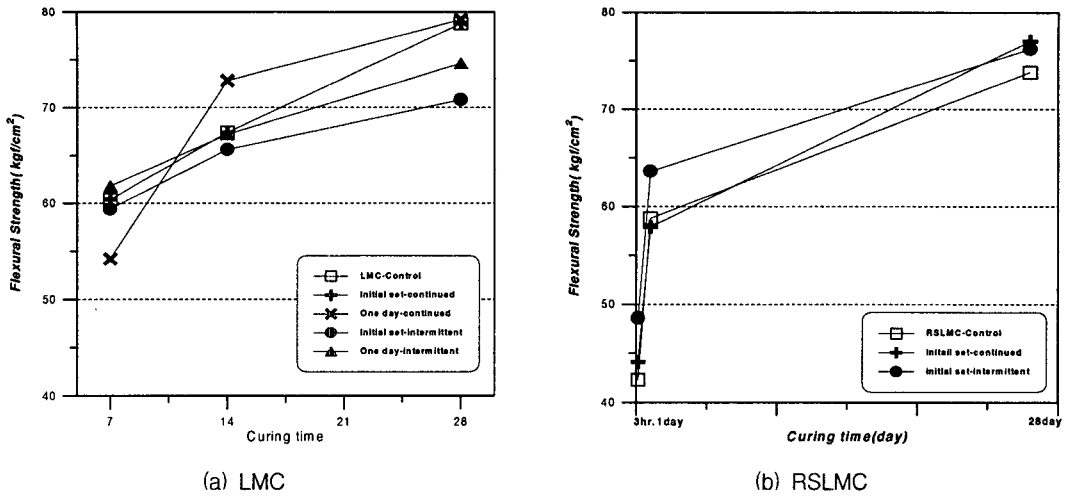 80
70
60
50
40
Flexural Strength( kgf/cm²)
LMC-Control
Initial set-continued
One day-continued
Initial set-intermittent
One day-intermittent
7
14
21
28
Curing time
(a) LMC
80
70
60
50
40
Flexural Strength( kgf/cm²)
RSLMC-Control
Initail set-continued
Initial set-intermittent
3hr.1day
28day
Curing time(day)
(b) RSLMC